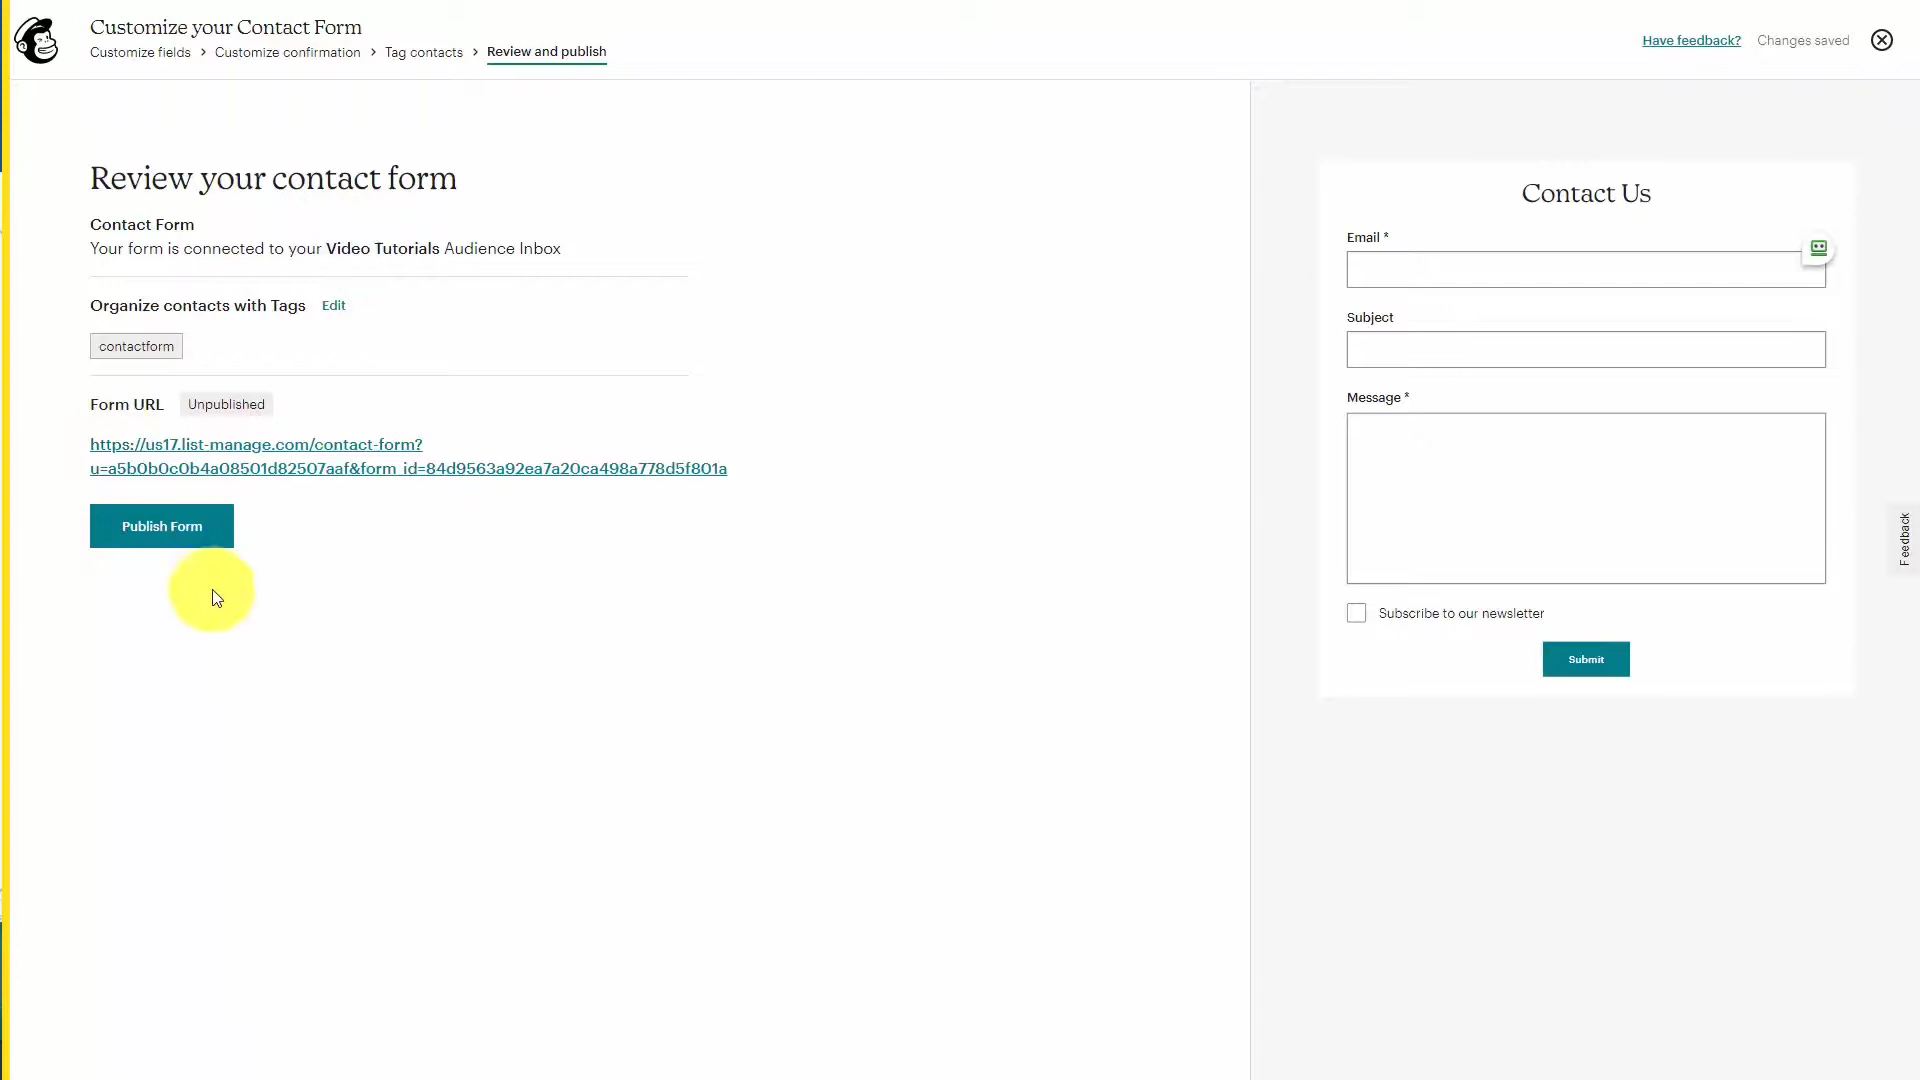 Customize your Contact Form
Customize fields > Customize confirmation > Tag contacts > Review and publish
Have feedback? Changes saved
Review your contact form
Contact Form
Your form is connected to your Video Tutorials Audience Inbox
Organize contacts with Tags Edit
contactform
Form URL Unpublished
https://us17.list-manage.com/contact-form?
u=a5b0b0c0b4a08501d82507aaf&form_id=84d9563a92ea7a20ca498a778d5f801a
Publish Form
Contact Us
Email *
Subject
Message *
Subscribe to our newsletter
Submit
Feedback